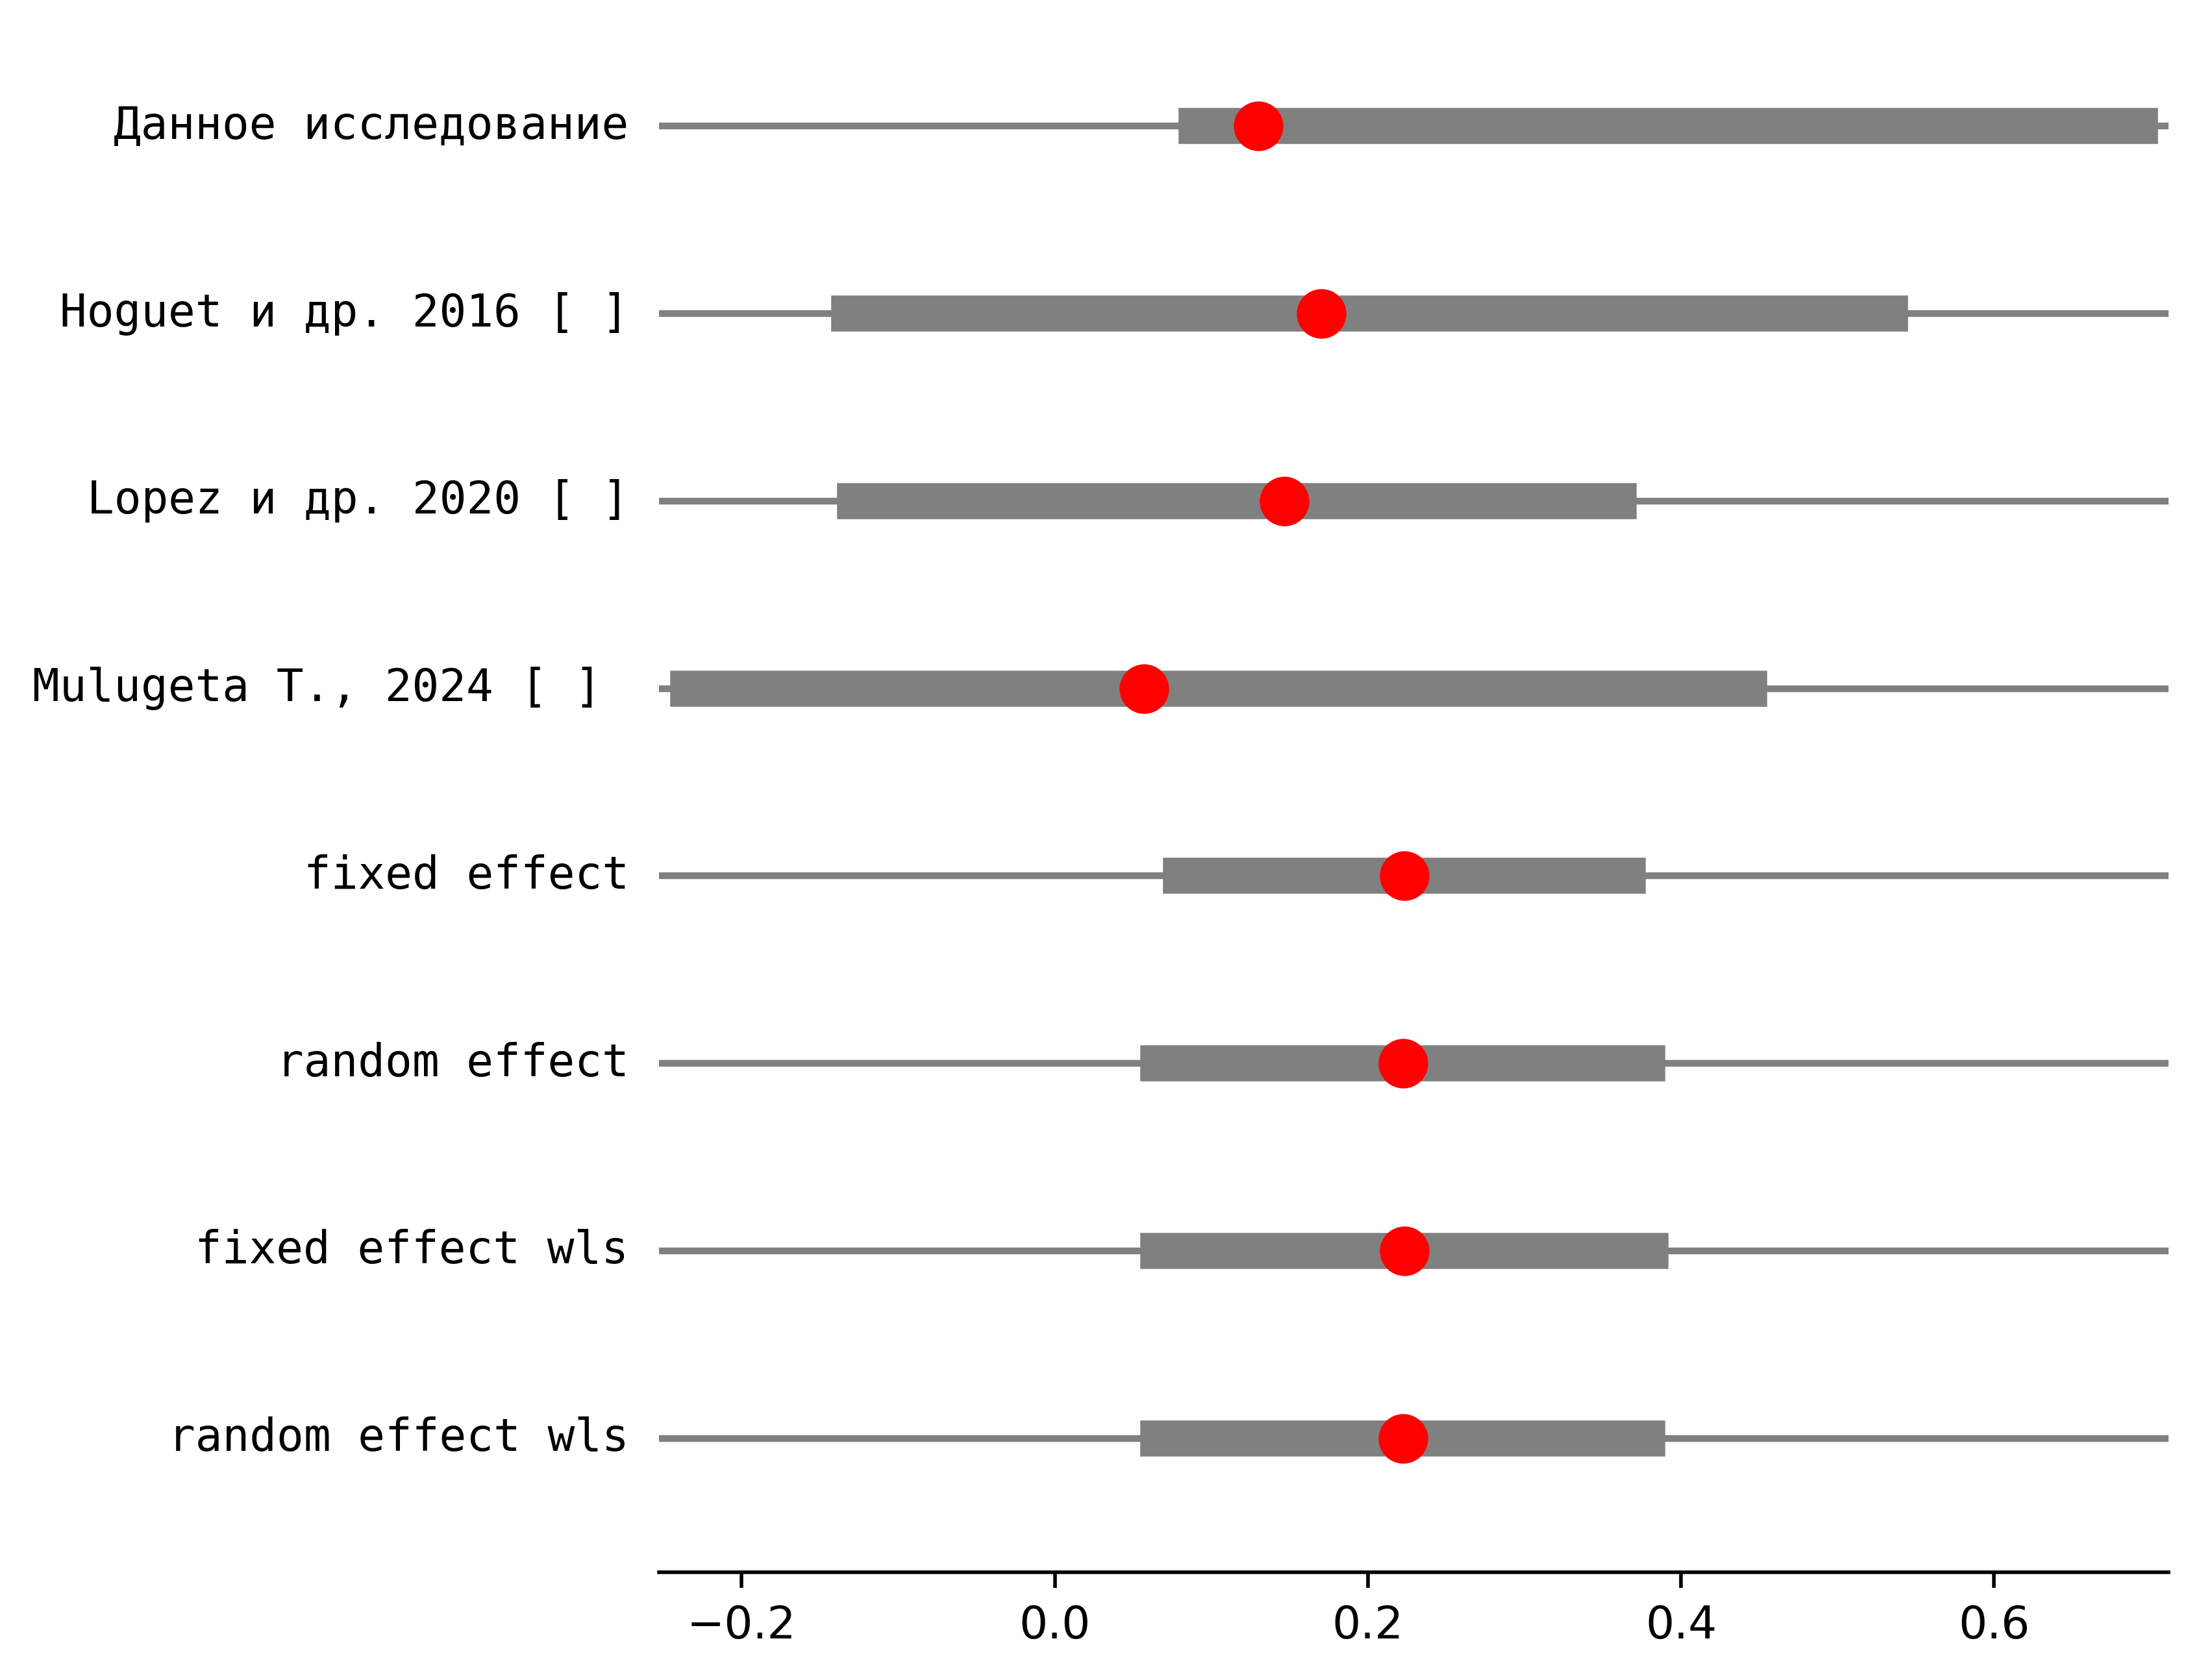 Данное исследование
Hoguet и др. 2016 [ ]
Lopez и др. 2020 [ ]
Mulugeta T., 2024 [ ]
fixed effect
random effect
fixed effect wls
random effect wls
−0.2 0.0 0.2 0.4 0.6